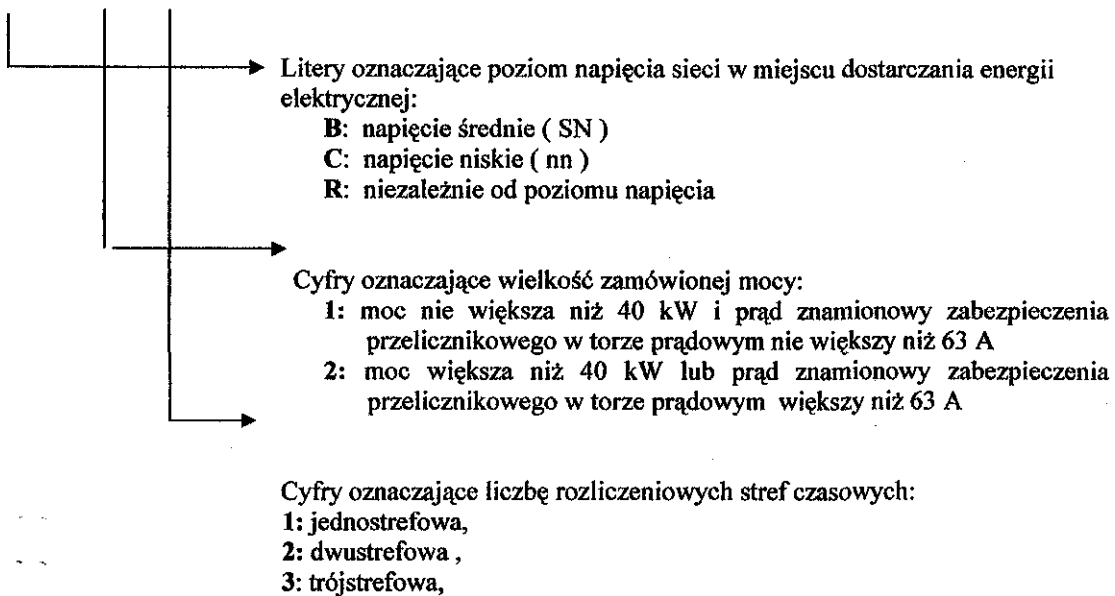 Litery oznaczające poziom napięcia sieci w miejscu dostarczania energii
elektrycznej:
B: napięcie średnie ( SN )
C: napięcie niskie ( nn )
R: niezależnie od poziomu napięcia
Cyfry oznaczające wielkość zamówionej mocy:
1: moc nie większa niż 40 kW i prąd znamionowy zabezpieczenia
przelicznikowego w torze prądowym nie większy niż 63 A
2: moc większa niż 40 kW lub prąd znamionowy zabezpieczenia
przelicznikowego w torze prądowym większy niż 63 A
Cyfry oznaczające liczbę rozliczeniowych stref czasowych:
1: jednostrefowa,
2: dwustrefowa ,
3: trójstrefowa,